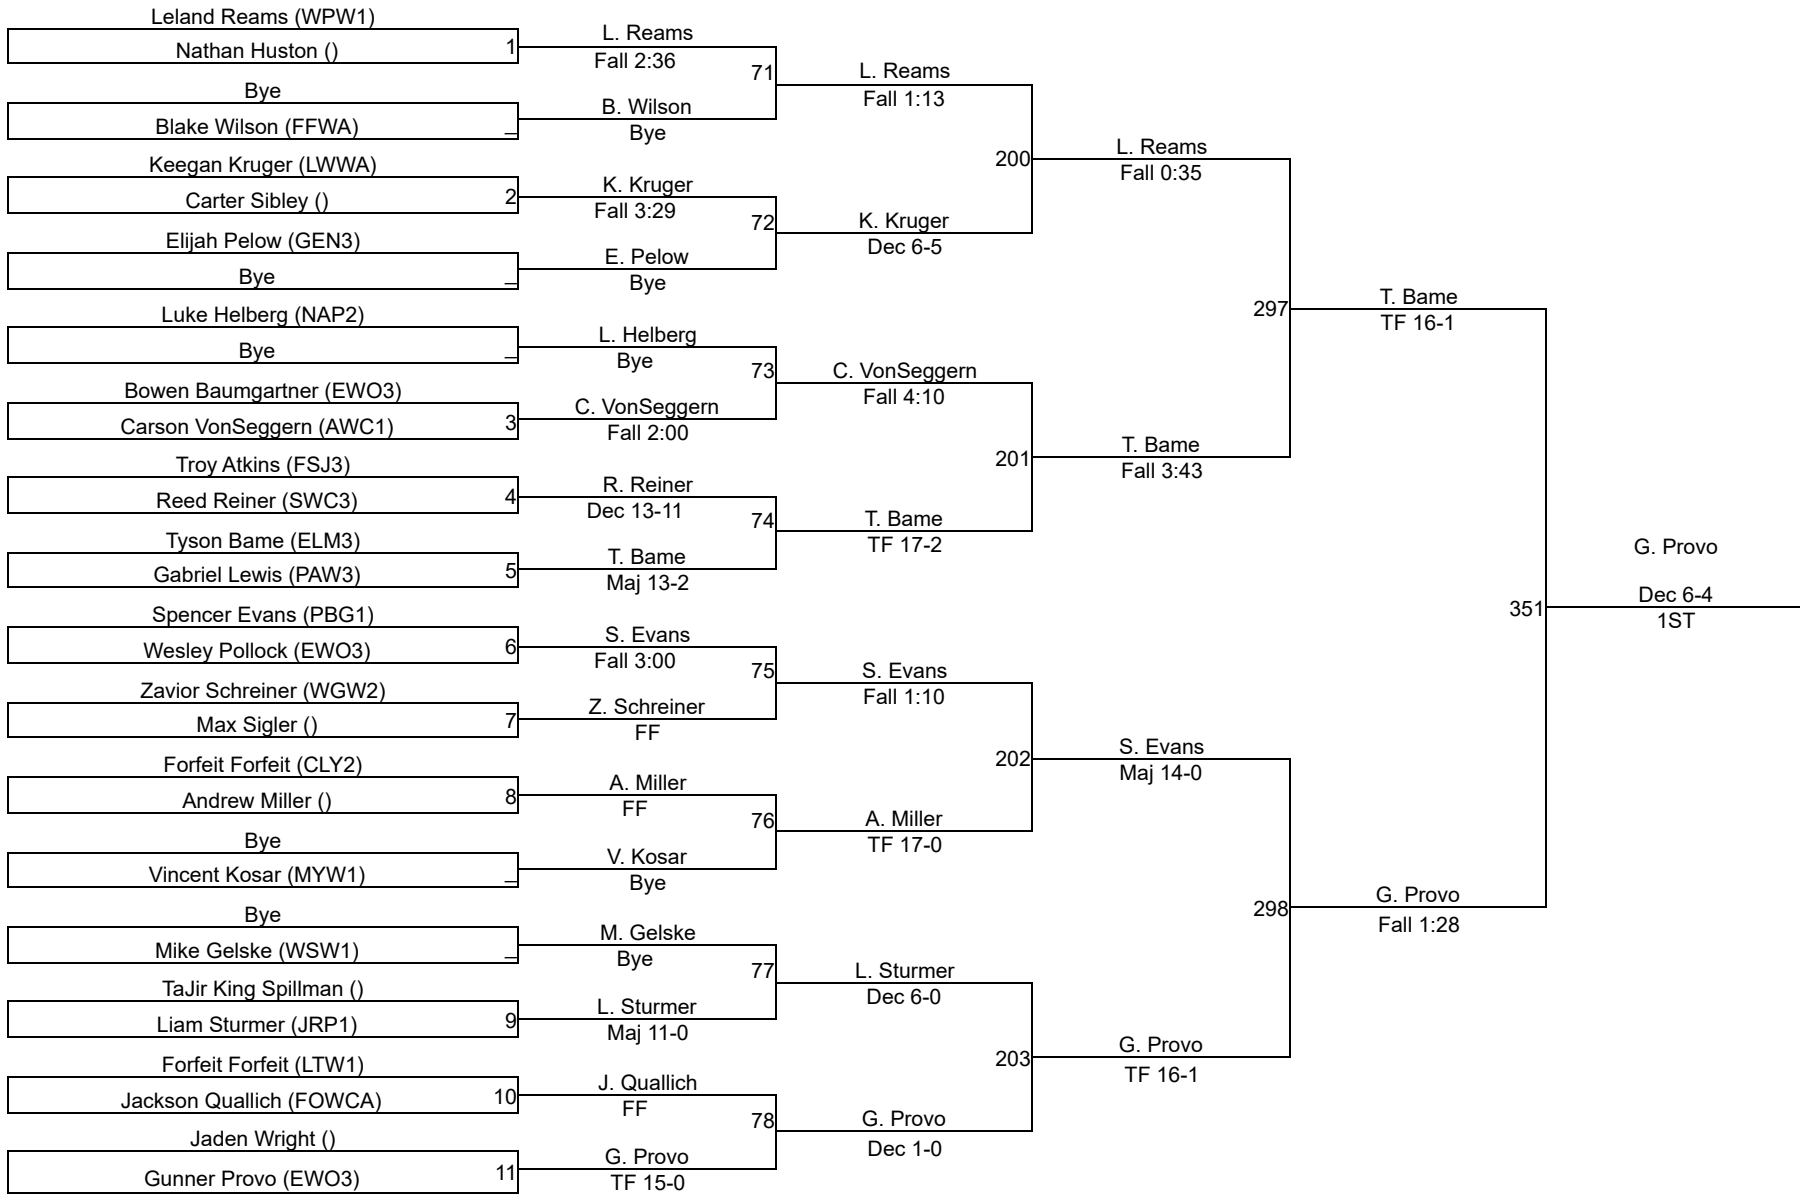 Leland Reams (WPW1)
Nathan Huston ()
1
Bye
Blake Wilson (FFWA)
_
Keegan Kruger (LWWA)
Carter Sibley ()
2
Elijah Pelow (GEN3)
Bye
_
Luke Helberg (NAP2)
Bye
_
Bowen Baumgartner (EWO3)
Carson VonSeggern (AWC1)
3
Troy Atkins (FSJ3)
Reed Reiner (SWC3)
4
Tyson Bame (ELM3)
Gabriel Lewis (PAW3)
5
Spencer Evans (PBG1)
Wesley Pollock (EWO3)
6
Zavior Schreiner (WGW2)
Max Sigler ()
7
Forfeit Forfeit (CLY2)
Andrew Miller ()
8
Bye
Vincent Kosar (MYW1)
_
Bye
Mike Gelske (WSW1)
_
TaJir King Spillman ()
Liam Sturmer (JRP1)
9
Forfeit Forfeit (LTW1)
Jackson Quallich (FOWCA)
10
Jaden Wright ()
Gunner Provo (EWO3)
11
L. Reams
Fall 2:36
71
B. Wilson
Bye
K. Kruger
Fall 3:29
72
E. Pelow
Bye
L. Helberg
Bye
73
C. VonSeggern
Fall 2:00
R. Reiner
Dec 13-11
74
T. Bame
Maj 13-2
S. Evans
Fall 3:00
75
Z. Schreiner
FF
A. Miller
FF
76
V. Kosar
Bye
M. Gelske
Bye
77
L. Sturmer
Maj 11-0
J. Quallich
FF
78
G. Provo
TF 15-0
L. Reams
Fall 1:13
200
K. Kruger
Dec 6-5
C. VonSeggern
Fall 4:10
201
T. Bame
TF 17-2
S. Evans
Fall 1:10
202
A. Miller
TF 17-0
L. Sturmer
Dec 6-0
203
G. Provo
Dec 1-0
L. Reams
Fall 0:35
297
T. Bame
Fall 3:43
S. Evans
Maj 14-0
298
G. Provo
TF 16-1
T. Bame
TF 16-1
351
G. Provo
Fall 1:28
G. Provo
Dec 6-4
1ST